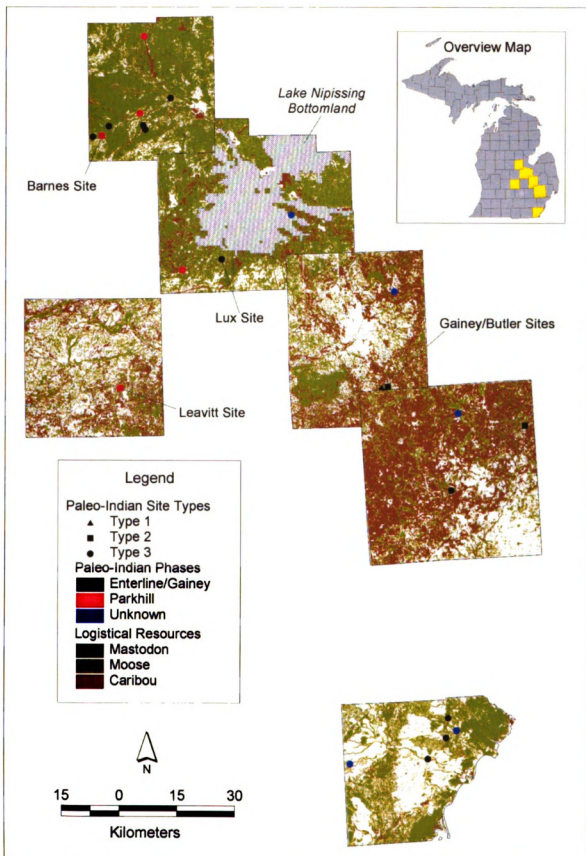 Overview Map
Lake Nipissing
Bottomland
Barnes Site
Lux Site
Gainey/Butler Sites
Leavitt Site
Legend
Paleo-Indian Site Types
Type 1
Type 2
Type 3
Paleo-Indian Phases
Enterline/Gainey
Parkhill
Unknown
Logistical Resources
Mastodon
Moose
Caribou
N
15 0 15 30
Kilometers